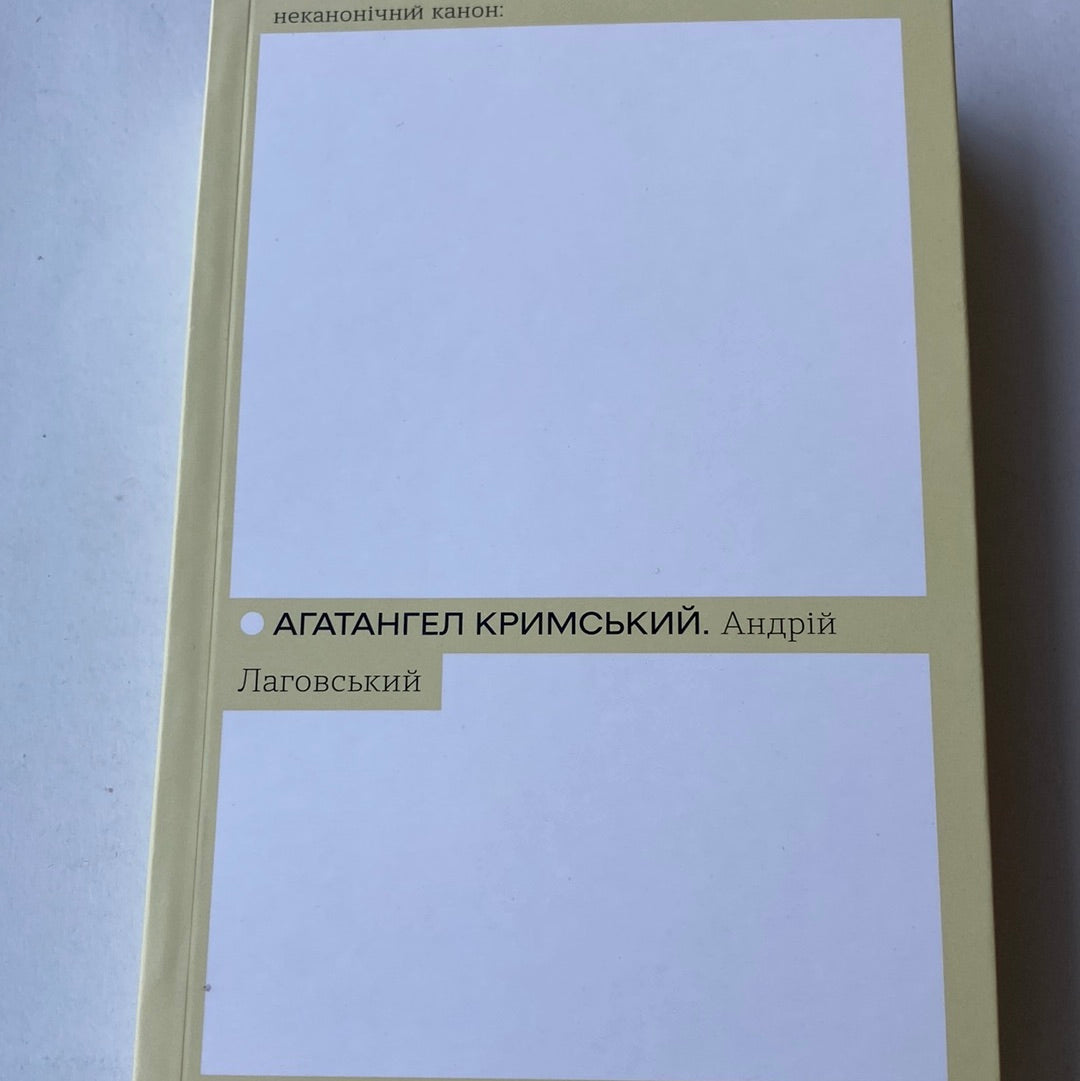 неканонічний канон:
АГАТАНГЕЛ КРИМСЬКИЙ. Андрій
Лаговський